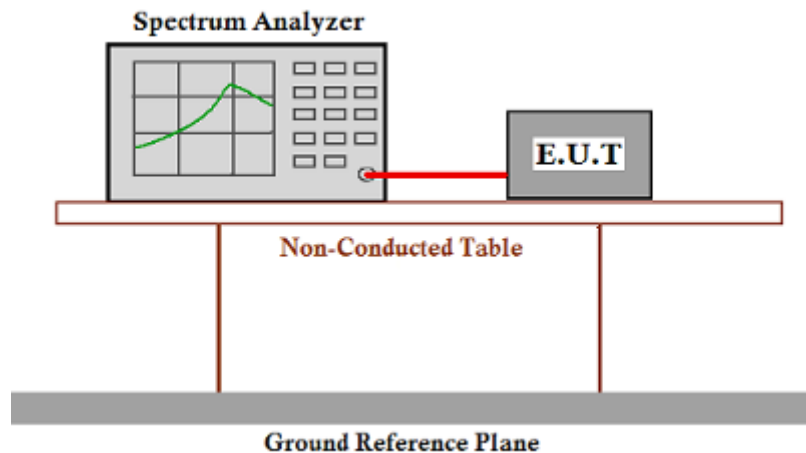 Spectrum Analyzer
E.U.T
Non-Conducted Table
Ground Reference Plane